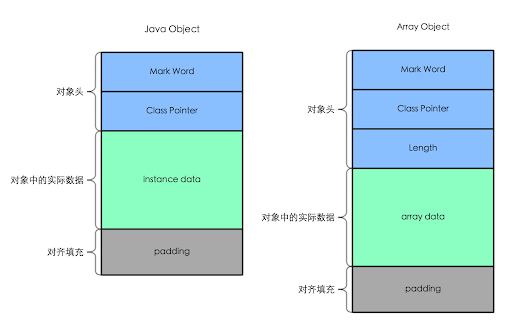 Java Object
Mark Word
对象头
Class Pointer
对象中的实际数据
instance data
对齐填充
padding
Array Object
Mark Word
对象头
Class Pointer
Length
对象中的实际数据
array data
对齐填充
padding